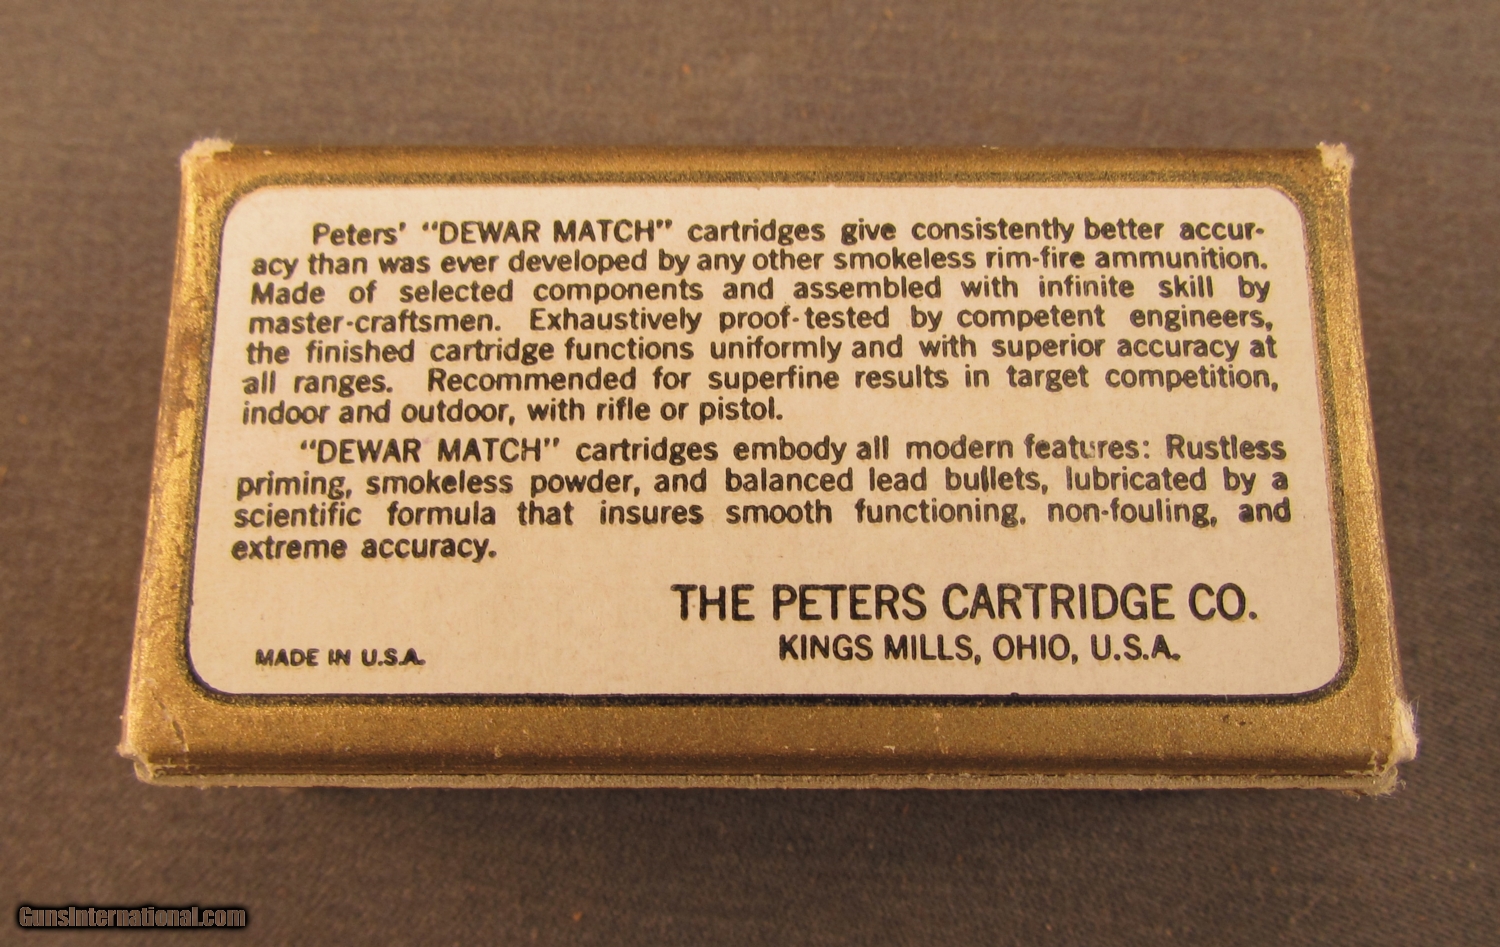 Peters' "DEWAR MATCH" cartridges give consistently better accur-
acy than was ever developed by any other smokeless rim-fire ammunition.
Made of selected components and assembled with infinite skill by
master-craftsmen. Exhaustively proof-tested by competent engineers,
the finished cartridge functions uniformly and with superior accuracy at
all ranges. Recommended for superfine results in target competition,
indoor and outdoor, with rifle or pistol.
"DEWAR MATCH" cartridges embody all modern features: Rustless
priming, smokeless powder, and balanced lead bullets, lubricated by a
scientific formula that insures smooth functioning, non-fouling, and
extreme accuracy.
THE PETERS CARTRIDGE CO.
KINGS MILLS, OHIO, U.S.A.
MADE IN U.S.A.
GunsInternational.com